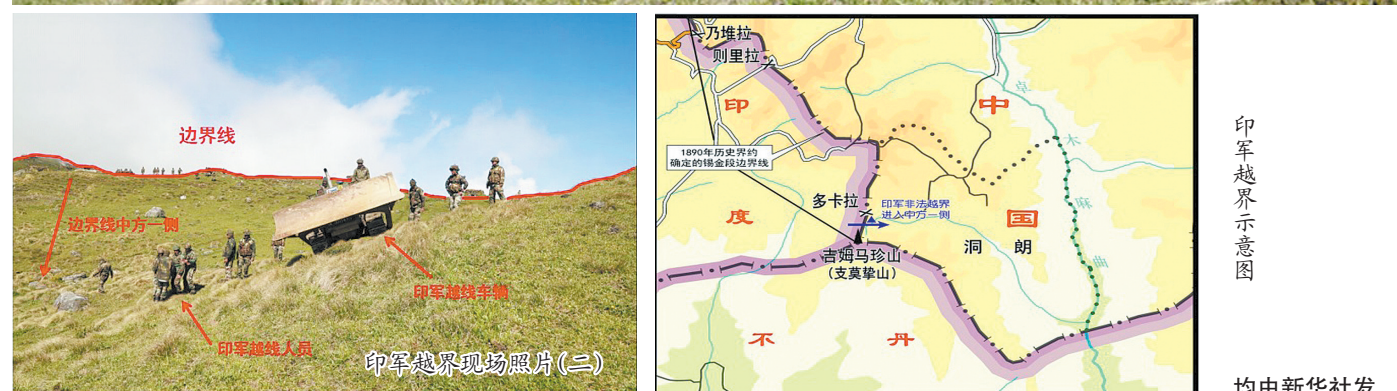 边界线
边界线中方一侧
印军越线车辆
印军越线人员
印军越界现场照片(二)
乃堆拉
则里拉
印
中
卓
木
麻
曲
1890年历史界约
确定的锡金段边界线
多卡拉
印军非法越界
进入中方一侧
度
国
洞 朗
吉姆马珍山
(支莫挚山)
不 丹
印军越界示意图
均由新华社发